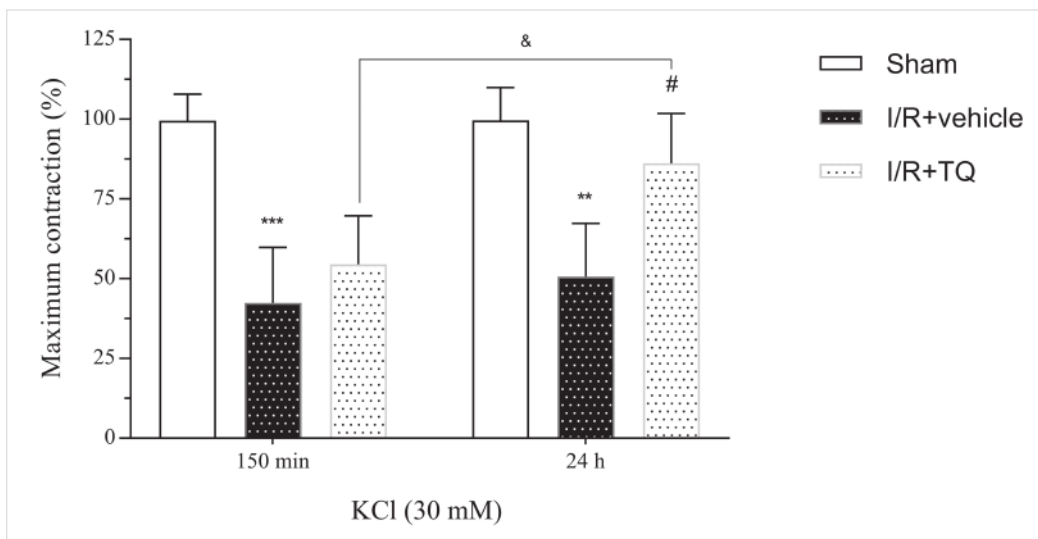 125
100
75
50
25
0
Maximum contraction (%)
***
&
**
#
150 min
24 h
KCl (30 mM)
Sham
I/R+vehicle
I/R+TQ